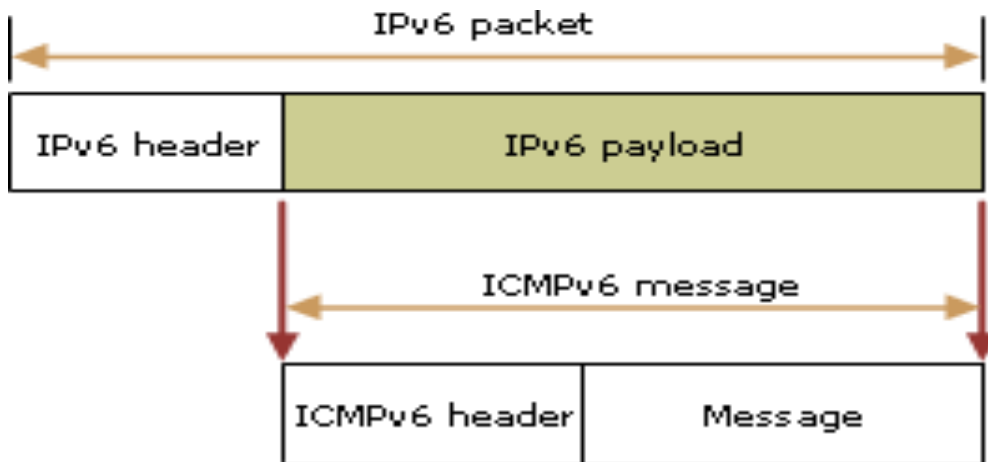 IPv6 packet
IPv6 header
IPv6 payload
ICMPv6 message
ICMPv6 header
Message